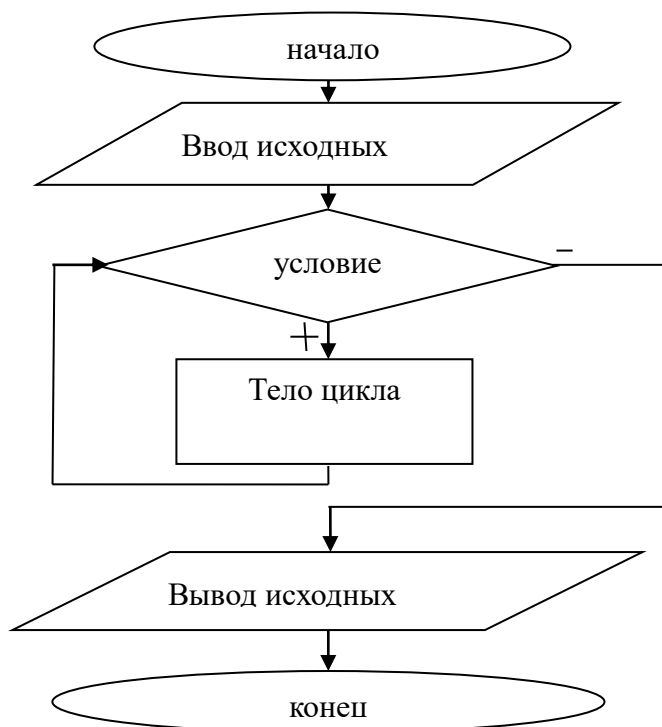 начало
Ввод исходных
условие
–
+
Тело цикла
Вывод исходных
конец